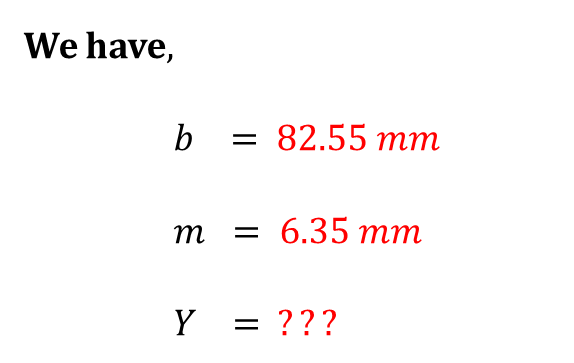 We have,
b = 82.55 mm
m = 6.35 mm
Y = ???